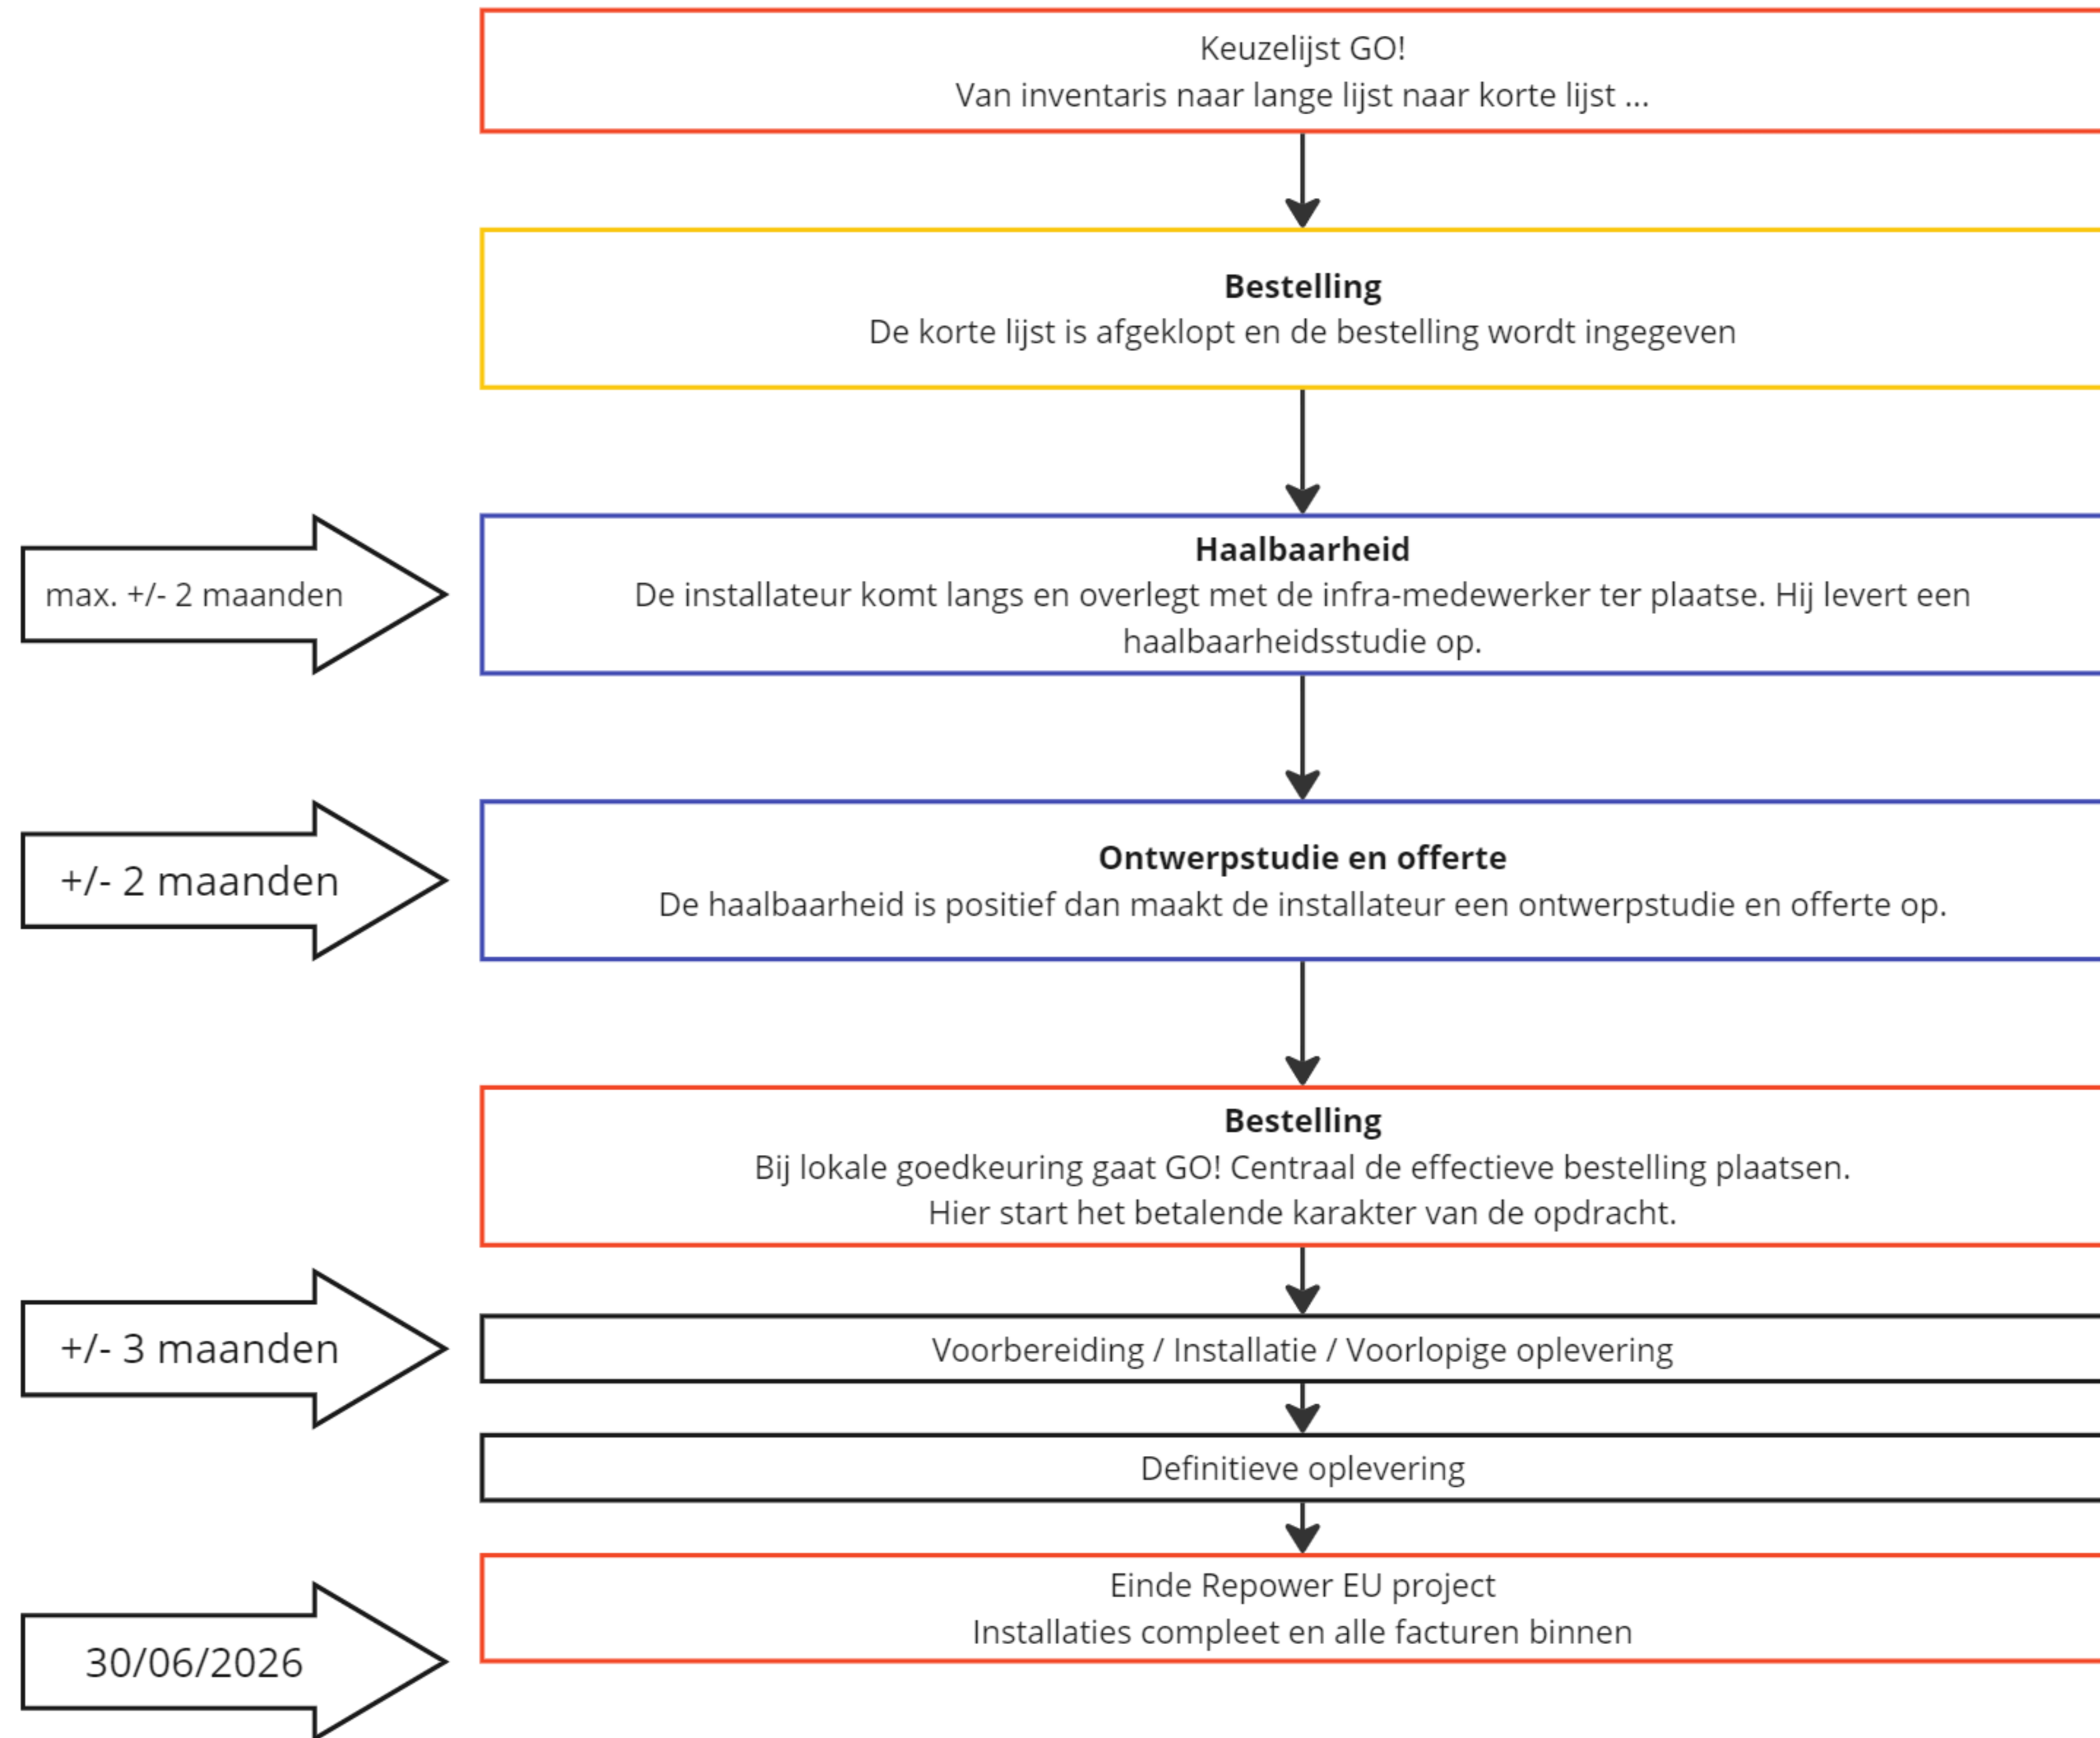 Keuzelijst GO!
Van inventaris naar lange lijst naar korte lijst ...
Bestelling
De korte lijst is afgeklopt en de bestelling wordt ingegeven
max. +/- 2 maanden
Haalbaarheid
De installateur komt langs en overlegt met de infra-medewerker ter plaatse. Hij levert een
haalbaarheidsstudie op.
+/- 2 maanden
Ontwerpstudie en offerte
De haalbaarheid is positief dan maakt de installateur een ontwerpstudie en offerte op.
Bestelling
Bij lokale goedkeuring gaat GO! Centraal de effectieve bestelling plaatsen.
Hier start het betalende karakter van de opdracht.
+/- 3 maanden
Voorbereiding / Installatie / Voorlopige oplevering
Definitieve oplevering
30/06/2026
Einde Repower EU project
Installaties compleet en alle facturen binnen